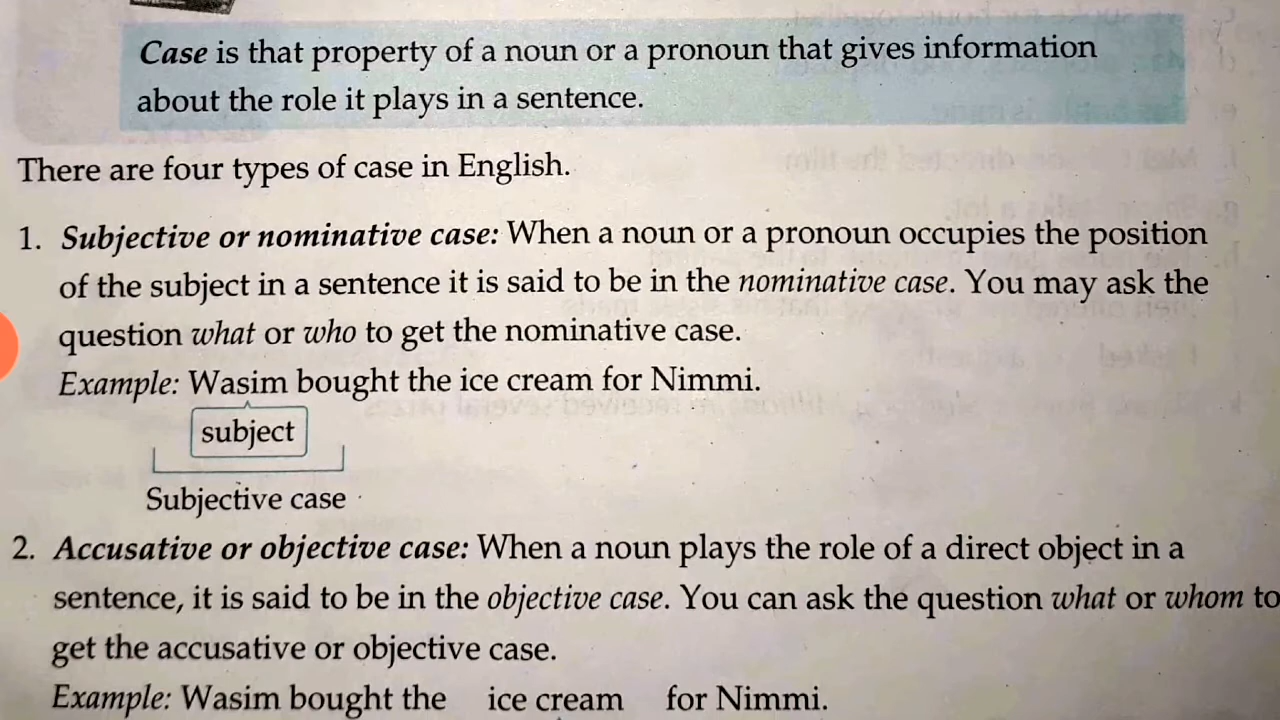 Case is that property of a noun or a pronoun that gives information
about the role it plays in a sentence.
There are four types of case in English.
1. Subjective or nominative case: When a noun or a pronoun occupies the position
of the subject in a sentence it is said to be in the nominative case. You may ask the
question what or who to get the nominative case.
Example: Wasim bought the ice cream for Nimmi.
subject
Subjective case
2. Accusative or objective case: When a noun plays the role of a direct object in a
sentence, it is said to be in the objective case. You can ask the question what or whom to
get the accusative or objective case.
Example: Wasim bought the ice cream for Nimmi.